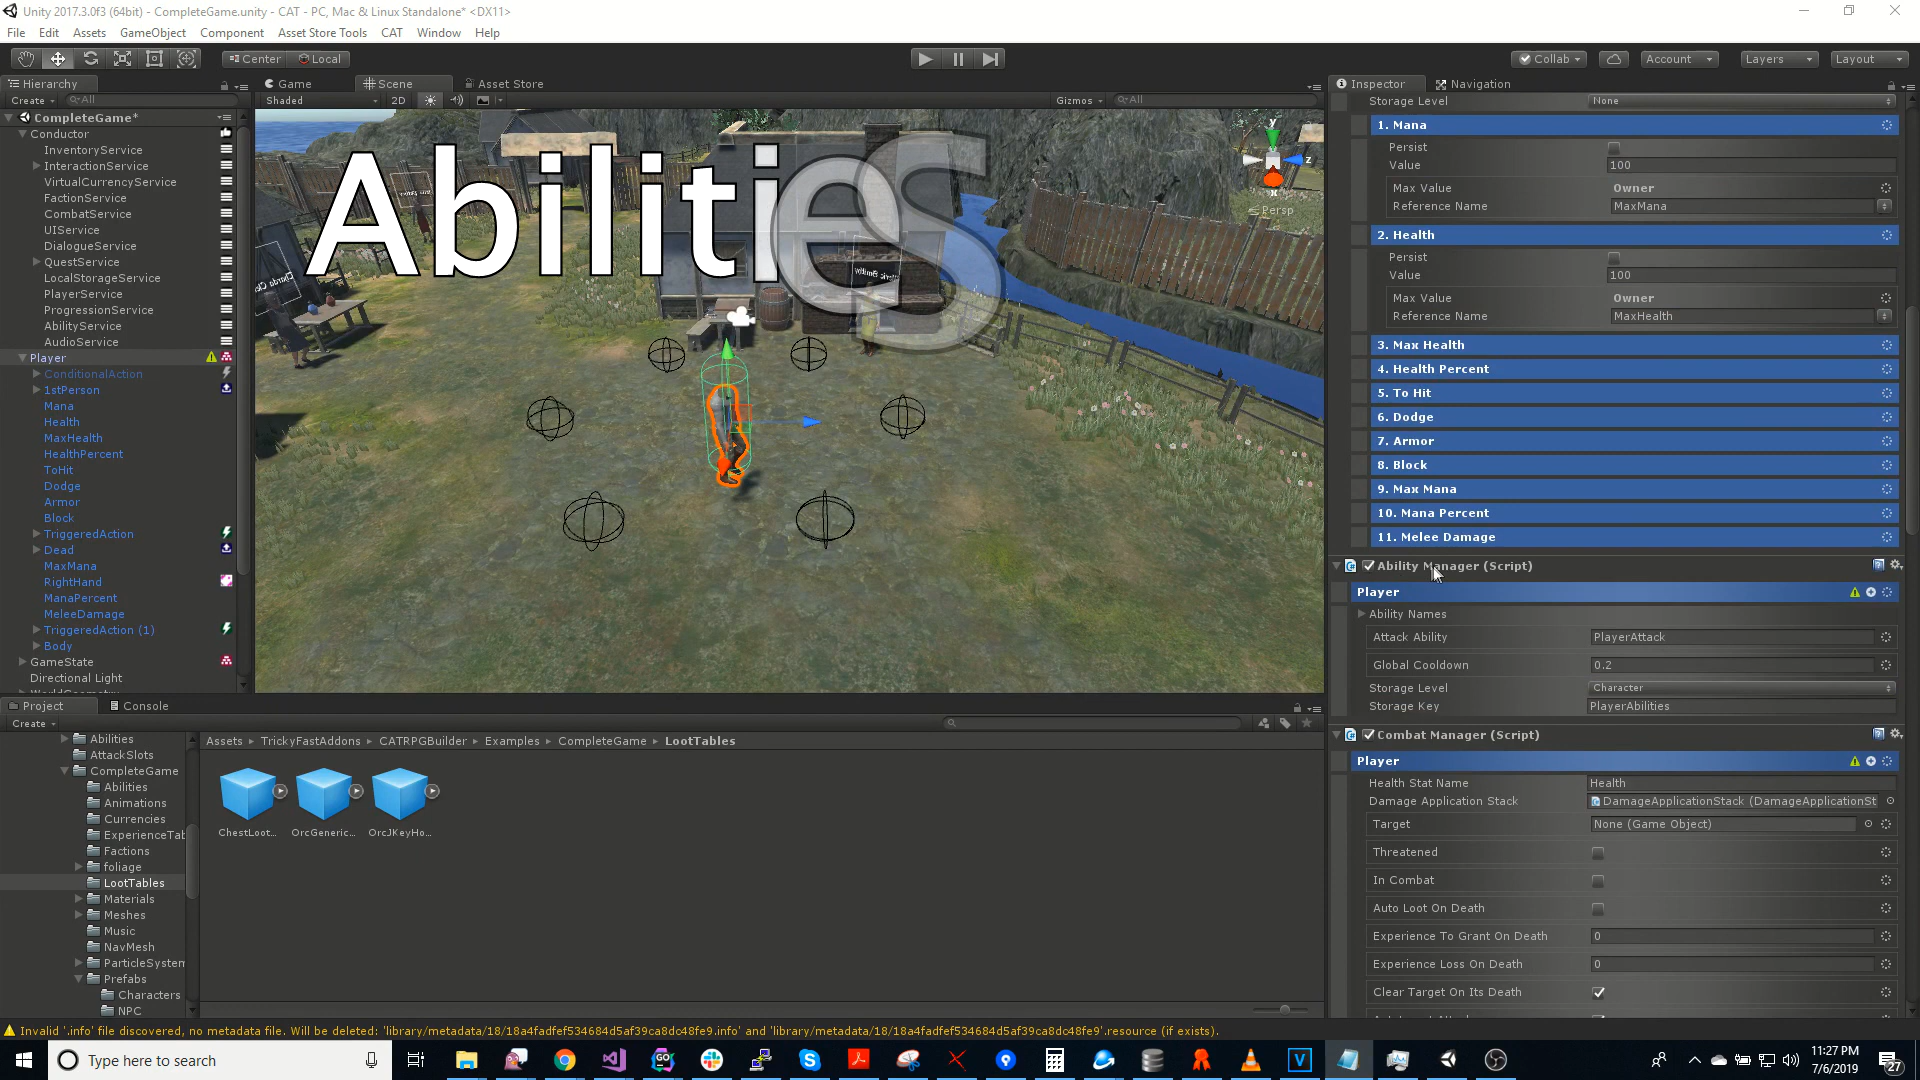 Unity 2017.3.0f3 (64bit) - CompleteGame.unity - CAT - PC, Mac & Linux Standalone* <DX11>
File Edit Assets GameObject Component Asset Store Tools CAT Window Help
Center Local Collab Account Layers Layout
Hierarchy
Create All
CompleteGame*
Conductor
InventoryService
InteractionService
VirtualCurrencyService
FactionService
CombatService
UIService
DialogueService
QuestService
LocalStorageService
PlayerService
ProgressionService
AbilityService
AudioService
Player
ConditionalAction
1stPerson
Mana
Health
MaxHealth
HealthPercent
ToHit
Dodge
Armor
Block
TriggeredAction
Dead
MaxMana
RightHand
ManaPercent
MeleeDamage
TriggeredAction (1)
Body
GameState
Directional Light
Game Scene Asset Store
Shaded 2D Gizmos All
Abilities
y
z
x
Persp
Inspector Navigation
Storage Level None
1. Mana
Persist
Value 100
Max Value Owner
Reference Name MaxMana
2. Health
Persist
Value 100
Max Value Owner
Reference Name MaxHealth
3. Max Health
4. Health Percent
5. To Hit
6. Dodge
7. Armor
8. Block
9. Max Mana
10. Mana Percent
11. Melee Damage
Ability Manager (Script)
Player
Ability Names
Attack Ability PlayerAttack
Global Cooldown 0.2
Storage Level Character
Storage Key PlayerAbilities
Combat Manager (Script)
Player
Health Stat Name Health
Damage Application Stack DamageApplicationStack (DamageApplicationSt
Target None (Game Object)
Threatened
In Combat
Auto Loot On Death
Experience To Grant On Death 0
Experience Loss On Death 0
Clear Target On Its Death
Project Console
Create
Abilities
AttackSlots
CompleteGame
Abilities
Animations
Currencies
ExperienceTab
Factions
foliage
LootTables
Materials
Meshes
Music
NavMesh
ParticleSystem
Prefabs
Characters
NPC
Assets TrickyFastAddons CATRPGBuilder Examples CompleteGame LootTables
ChestLoot... OrcGeneric... OrcJKeyHo...
Invalid '.info' file discovered, no metadata file. Will be deleted: 'library/metadata/18/18a4fadfef534684d5af39ca8dc48fe9.info' and 'library/metadata/18/18a4fadfef534684d5af39ca8dc48fe9'.resource (if exists).
Type here to search
11:27 PM
7/6/2019
27